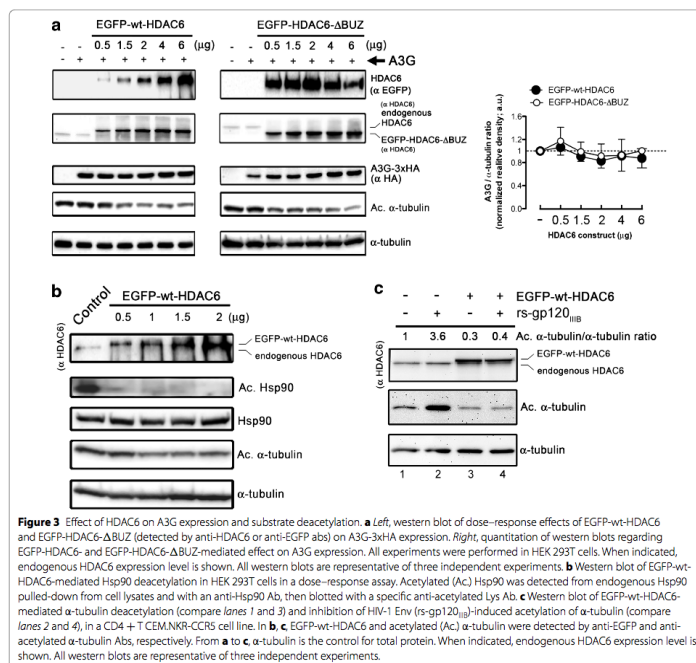 a
EGFP-wt-HDAC6
EGFP-HDAC6-ΔBUZ
- - 0.5 1.5 2 4 6 (μg)
- - 0.5 1.5 2 4 6 (μg)
- + + + + + +
- + + + + + + A3G
HDAC6
(α EGFP)
(α HDAC6)
endogenous
HDAC6
EGFP-HDAC6-ΔBUZ
(α HDAC6)
A3G-3xHA
(α HA)
Ac. α-tubulin
α-tubulin
EGFP-wt-HDAC6
EGFP-HDAC6-ΔBUZ
A3G / α-tubulin ratio
(normalized realitve density; a.u.)
1.6
1.2
0.8
0.4
0.0
- 0.5 1.5 2 4 6
HDAC6 construct (μg)
b
Control
EGFP-wt-HDAC6
0.5 1 1.5 2 (μg)
(α HDAC6)
EGFP-wt-HDAC6
endogenous HDAC6
Ac. Hsp90
Hsp90
Ac. α-tubulin
α-tubulin
c
- - + + EGFP-wt-HDAC6
- + - + rs-gp120IIIB
1 3.6 0.3 0.4 Ac. α-tubulin/α-tubulin ratio
(α HDAC6)
EGFP-wt-HDAC6
endogenous HDAC6
Ac. α-tubulin
α-tubulin
1 2 3 4
Figure 3 Effect of HDAC6 on A3G expression and substrate deacetylation. a Left, western blot of dose–response effects of EGFP-wt-HDAC6
and EGFP-HDAC6-ΔBUZ (detected by anti-HDAC6 or anti-EGFP abs) on A3G-3xHA expression. Right, quantitation of western blots regarding
EGFP-HDAC6- and EGFP-HDAC6-ΔBUZ-mediated effect on A3G expression. All experiments were performed in HEK 293T cells. When indicated,
endogenous HDAC6 expression level is shown. All western blots are representative of three independent experiments. b Western blot of EGFP-wt-
HDAC6-mediated Hsp90 deacetylation in HEK 293T cells in a dose–response assay. Acetylated (Ac.) Hsp90 was detected from endogenous Hsp90
pulled-down from cell lysates and with an anti-Hsp90 Ab, then blotted with a specific anti-acetylated Lys Ab. c Western blot of EGFP-wt-HDAC6-
mediated α-tubulin deacetylation (compare lanes 1 and 3) and inhibition of HIV-1 Env (rs-gp120IIIB)-induced acetylation of α-tubulin (compare
lanes 2 and 4), in a CD4 + T CEM.NKR-CCR5 cell line. In b, c, EGFP-wt-HDAC6 and acetylated (Ac.) α-tubulin were detected by anti-EGFP and anti-
acetylated α-tubulin Abs, respectively. From a to c, α-tubulin is the control for total protein. When indicated, endogenous HDAC6 expression level is
shown. All western blots are representative of three independent experiments.